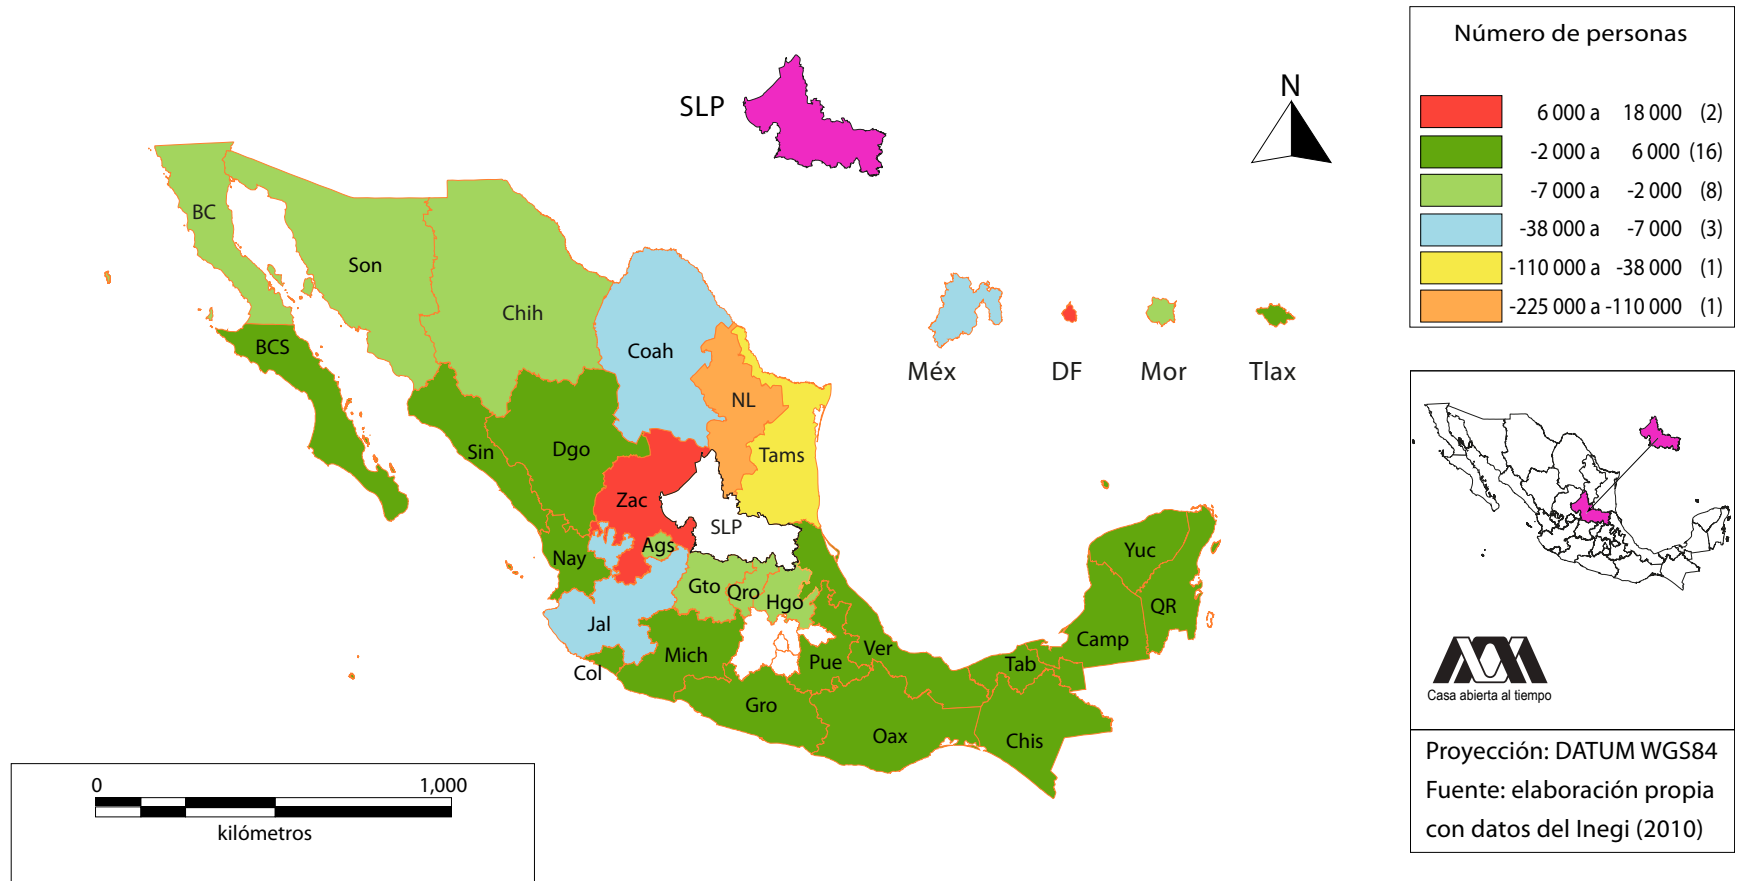 SLP
N
BC
Son
Chih
Coah
BCS
NL
Sin
Dgo
Tams
Zac
SLP
Nay
Ags
Gto
Qro
Hgo
Jal
Mich
Col
Pue
Ver
Gro
Oax
Tab
Chis
Camp
Yuc
QR
Méx
DF
Mor
Tlax
0 1,000
kilómetros
Número de personas
6 000 a 18 000 (2)
-2 000 a 6 000 (16)
-7 000 a -2 000 (8)
-38 000 a -7 000 (3)
-110 000 a -38 000 (1)
-225 000 a -110 000 (1)
Casa abierta al tiempo
Proyección: DATUM WGS84
Fuente: elaboración propia
con datos del Inegi (2010)